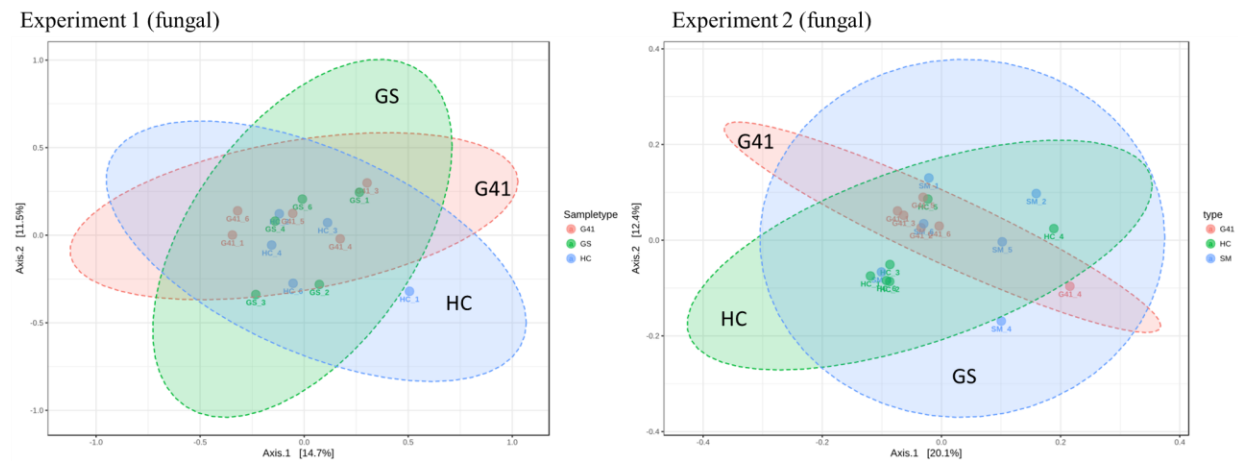 Experiment 1 (fungal)
Experiment 2 (fungal)
GS
G41
HC
G41_3
GS_1
GS_6
G41_6
G41_5
GS_4
HC_3
G41_1
G41_4
HC_4
GS_2
GS_3
HC_1
1.0
0.5
0.0
-0.5
-1.0
-1.0
-0.5
0.0
0.5
1.0
Axis.2 [11.5%]
Axis.1 [14.7%]
Sampletype
G41
GS
HC
G41
HC
GS
SM_2
HC_4
SM_5
G41_4
SM_4
HC_3
HC_2
0.4
0.2
0.0
-0.2
-0.4
-0.4
-0.2
0.0
0.2
0.4
Axis.2 [12.4%]
Axis.1 [20.1%]
type
G41
HC
SM